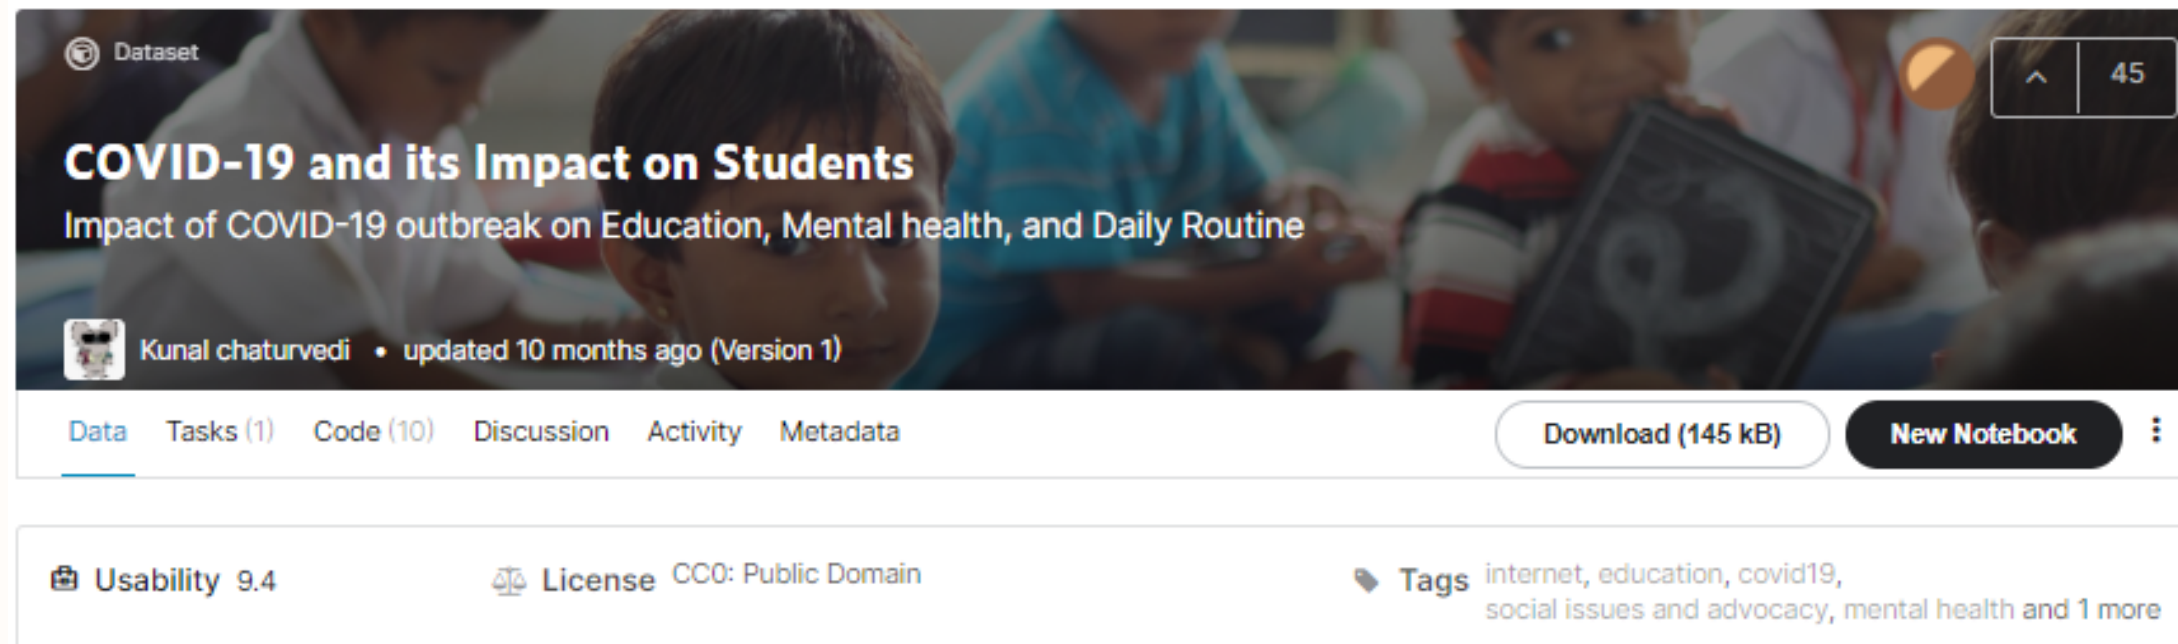 Dataset
45
COVID-19 and its Impact on Students
Impact of COVID-19 outbreak on Education, Mental health, and Daily Routine
Kunal chaturvedi • updated 10 months ago (Version 1)
Data Tasks (1) Code (10) Discussion Activity Metadata Download (145 kB) New Notebook
Usability 9.4 License CC0: Public Domain Tags internet, education, covid19,
social issues and advocacy, mental health and 1 more